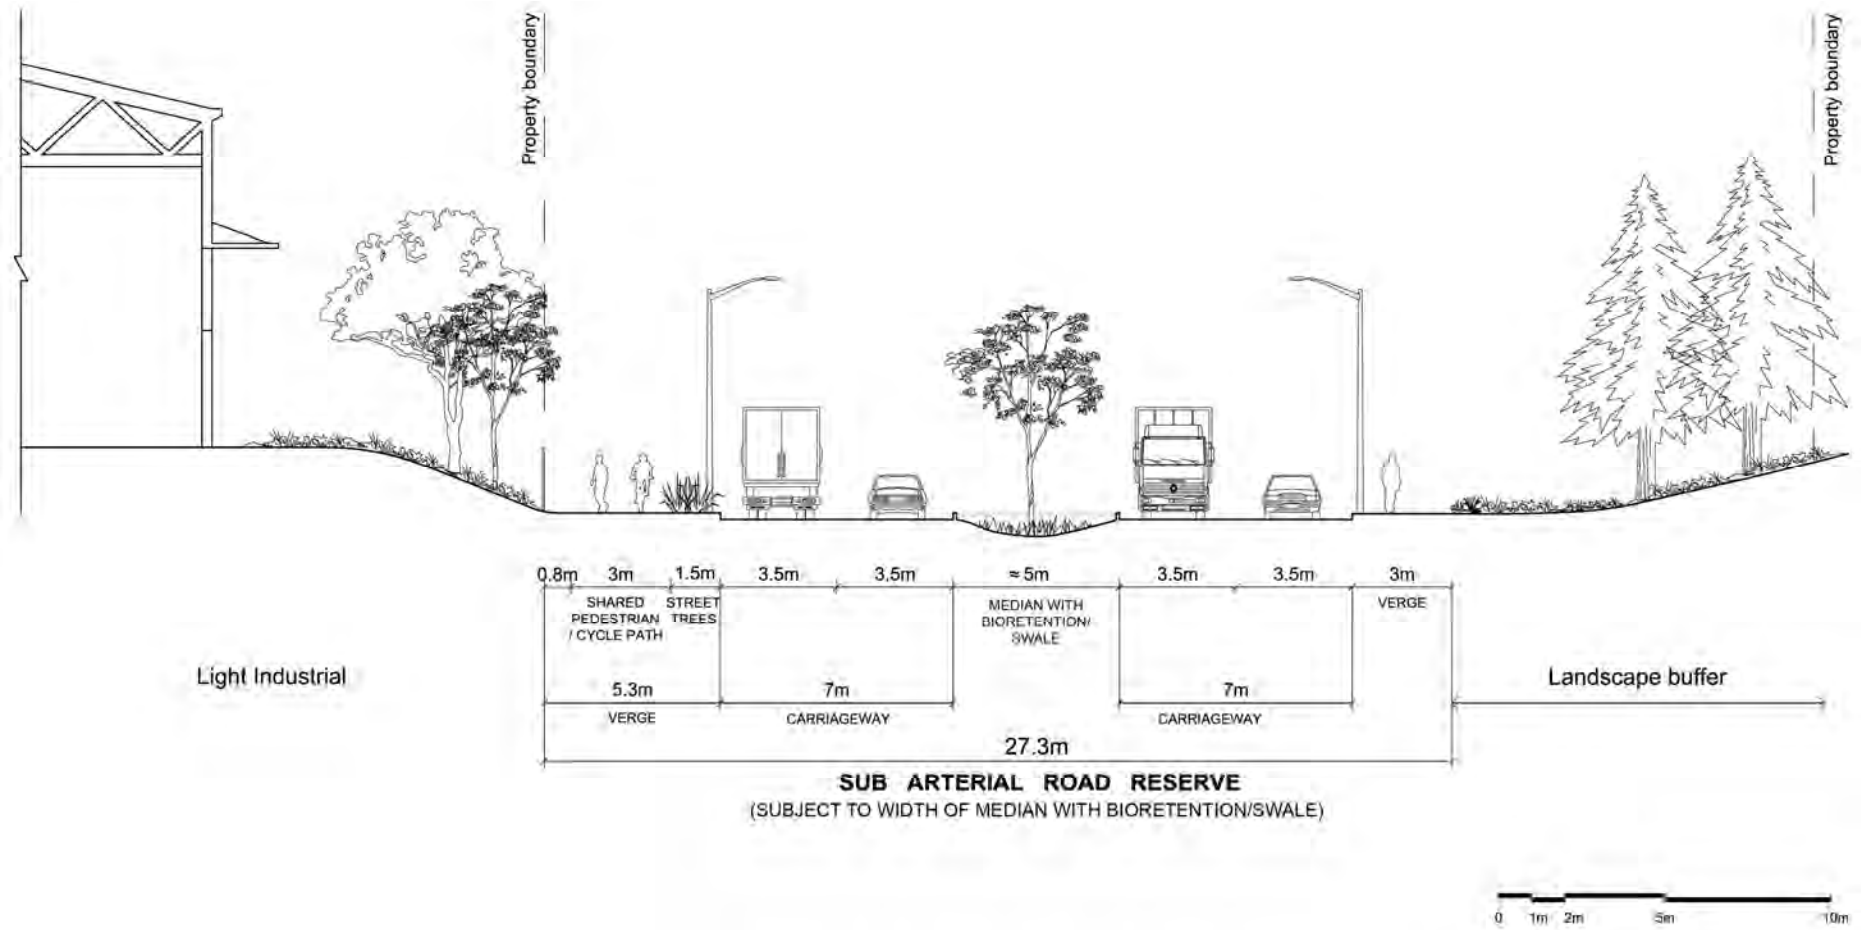 Property boundary
Property boundary
0.8m 3m 1.5m 3.5m 3.5m ≈ 5m 3.5m 3.5m 3m
SHARED
PEDESTRIAN
/ CYCLE PATH
STREET
TREES
MEDIAN WITH
BIORETENTION/
SWALE
VERGE
Light Industrial
Landscape buffer
5.3m 7m 7m
VERGE CARRIAGEWAY CARRIAGEWAY
27.3m
SUB ARTERIAL ROAD RESERVE
(SUBJECT TO WIDTH OF MEDIAN WITH BIORETENTION/SWALE)
0 1m 2m 5m 10m